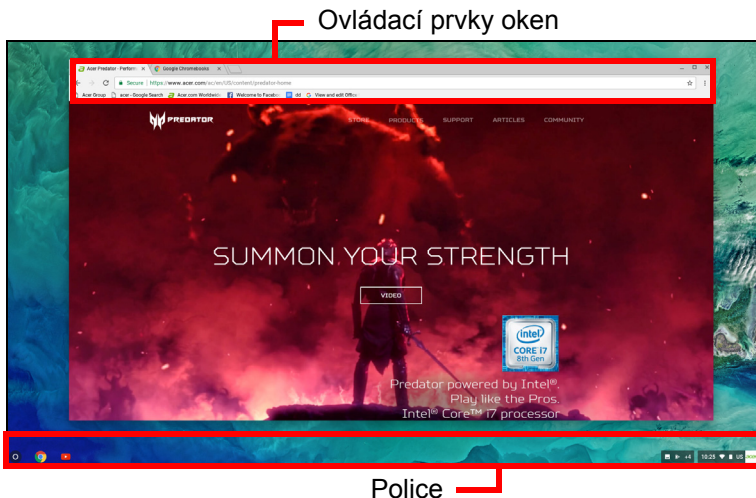 Ovládací prvky oken
Acer Predator - Perform × Google Chromebooks ×
Secure | https://www.acer.com/ac/en/US/content/predator-home
Acer Group acer - Google Search Acer.com Worldwide Welcome to Facebo dd G View and edit Office
PREDATOR STORE PRODUCTS SUPPORT ARTICLES COMMUNITY
SUMMON YOUR STRENGTH
VIDEO
intel
CORE i7
8th Gen
Predator powered by Intel®.
Play like the Pros.
Intel® Core™ i7 processor
+4 10:25 US
Police